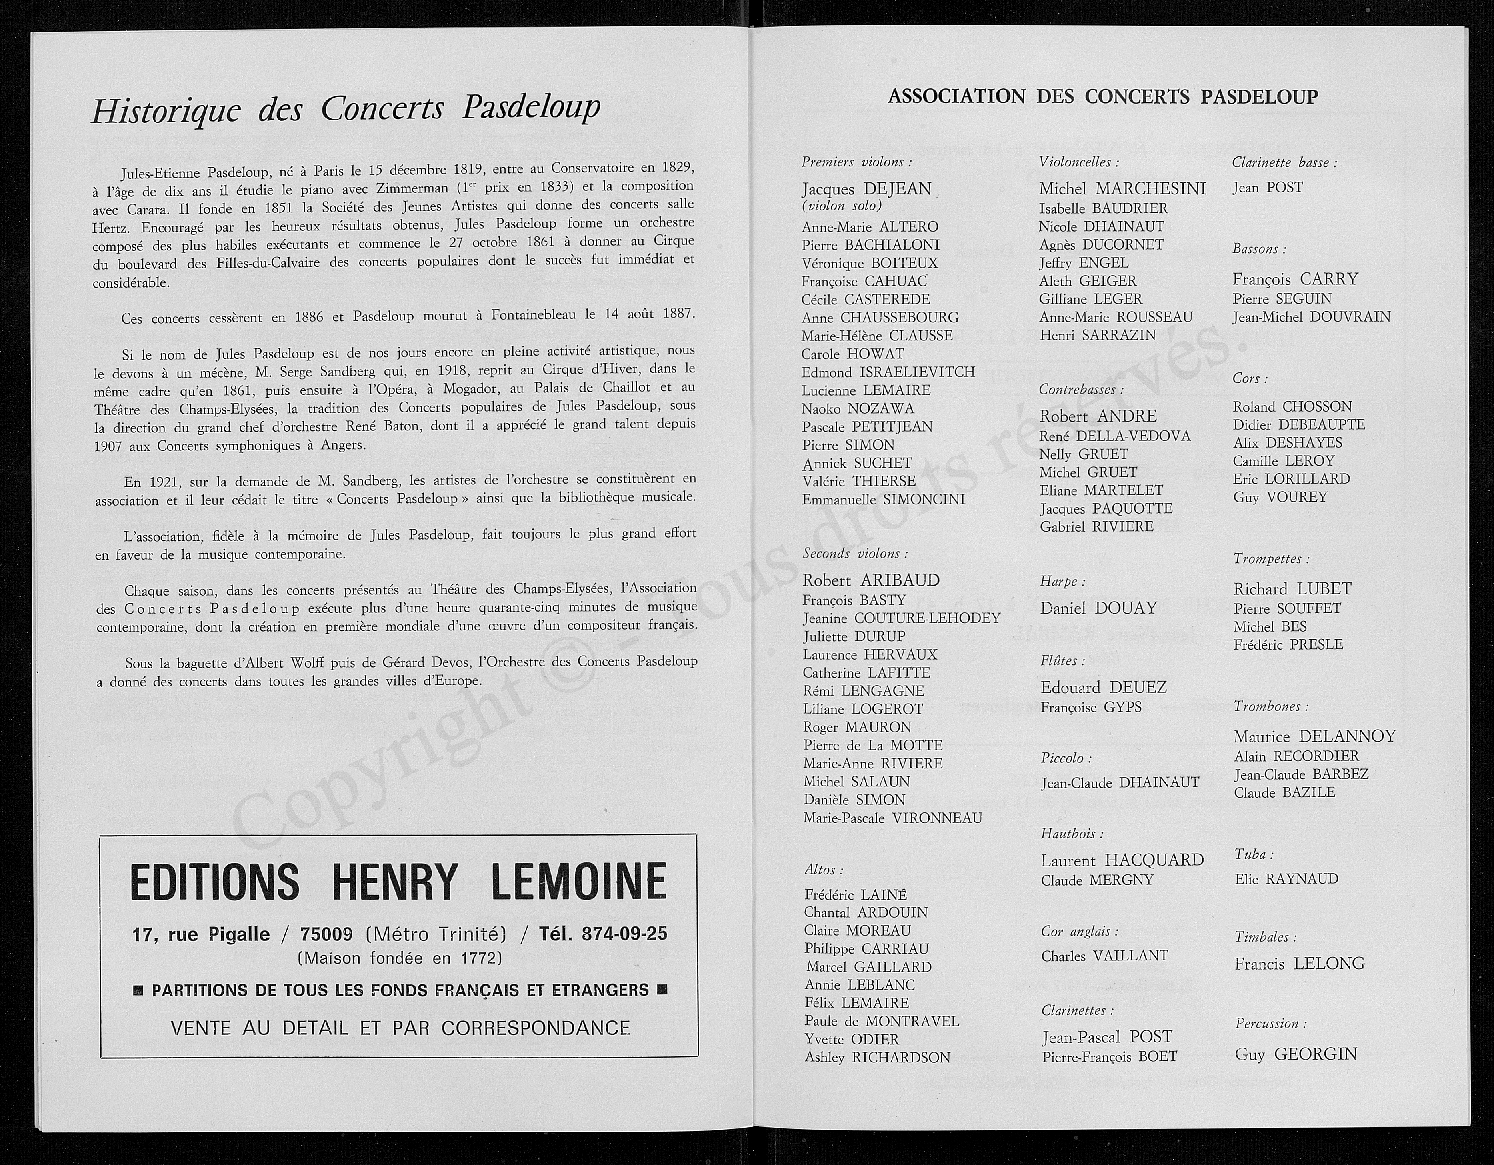 Historique des Concerts Pasdeloup
Jules-Etienne Pasdeloup, né à Paris le 15 décembre 1819, entre au Conservatoire en 1829,
à l'âge de dix ans il étudie le piano avec Zimmerman (1er prix en 1833) et la composition
avec Carara. Il fonde en 1851 la Société des Jeunes Artistes qui donne des concerts salle
Hertz. Encouragé par les heureux résultats obtenus, Jules Pasdeloup forme un orchestre
composé des plus habiles exécutants et commence le 27 octobre 1861 à donner au Cirque
du boulevard des Filles-du-Calvaire des concerts populaires dont le succès fut immédiat et
considérable.
Ces concerts cessèrent en 1886 et Pasdeloup mourut à Fontainebleau le 14 août 1887.
Si le nom de Jules Pasdeloup est de nos jours encore en pleine activité artistique, nous
le devons à un mécène, M. Serge Sandberg qui, en 1918, reprit au Cirque d'Hiver, dans le
même cadre qu'en 1861, puis ensuite à l'Opéra, à Mogador, au Palais de Chaillot et au
Théâtre des Champs-Elysées, la tradition des Concerts populaires de Jules Pasdeloup, sous
la direction du grand chef d'orchestre René Baton, dont il a apprécié le grand talent depuis
1907 aux Concerts symphoniques à Angers.
En 1921, sur la demande de M. Sandberg, les artistes de l'orchestre se constituèrent en
association et il leur cédait le titre « Concerts Pasdeloup » ainsi que la bibliothèque musicale.
L'association, fidèle à la mémoire de Jules Pasdeloup, fait toujours le plus grand effort
en faveur de la musique contemporaine.
Chaque saison, dans les concerts présentés au Théâtre des Champs-Elysées, l'Association
des Concerts Pasdeloup exécute plus d'une heure quarante-cinq minutes de musique
contemporaine, dont la création en première mondiale d'une œuvre d'un compositeur français.
Sous la baguette d'Albert Wolff puis de Gérard Devos, l'Orchestre des Concerts Pasdeloup
a donné des concerts dans toutes les grandes villes d'Europe.
EDITIONS HENRY LEMOINE
17, rue Pigalle / 75009 (Métro Trinité) / Tél. 874-09-25
(Maison fondée en 1772)
■ PARTITIONS DE TOUS LES FONDS FRANÇAIS ET ETRANGERS ■
VENTE AU DETAIL ET PAR CORRESPONDANCE
ASSOCIATION DES CONCERTS PASDELOUP
Premiers violons :
Jacques DEJEAN
(violon solo)
Anne-Marie ALTERO
Pierre BACHIALONI
Véronique BOITEUX
Françoise CAHUAC
Cécile CASTEREDE
Anne CHAUSSEBOURG
Marie-Hélène CLAUSSE
Carole HOWAT
Edmond ISRAELIEVITCH
Lucienne LEMAIRE
Naoko NOZAWA
Pascale PETITJEAN
Pierre SIMON
Annick SUCHET
Valérie THIERSE
Emmanuelle SIMONCINI
Seconds violons :
Robert ARIBAUD
François BASTY
Jeanine COUTURE-LEHODEY
Juliette DURUP
Laurence HERVAUX
Catherine LAFITTE
Rémi LENGAGNE
Liliane LOGEROT
Roger MAURON
Pierre de La MOTTE
Marie-Anne RIVIERE
Michel SALAUN
Danièle SIMON
Marie-Pascale VIRONNEAU
Altos :
Frédéric LAINÉ
Chantal ARDOUIN
Claire MOREAU
Philippe CARRIAU
Marcel GAILLARD
Annie LEBLANC
Félix LEMAIRE
Paule de MONTRAVEL
Yvette ODIER
Ashley RICHARDSON
Violoncelles :
Michel MARCHESINI
Isabelle BAUDRIER
Nicole DHAINAUT
Agnès DUCORNET
Jeffry ENGEL
Aleth GEIGER
Gilliane LEGER
Anne-Marie ROUSSEAU
Henri SARRAZIN
Contrebasses :
Robert ANDRE
René DELLA-VEDOVA
Nelly GRUET
Michel GRUET
Eliane MARTELET
Jacques PAQUOTTE
Gabriel RIVIERE
Harpe :
Daniel DOUAY
Flûtes :
Edouard DEUEZ
Françoise GYPS
Piccolo :
Jean-Claude DHAINAUT
Hautbois :
Laurent HACQUARD
Claude MERGNY
Cor anglais :
Charles VAILLANT
Clarinettes :
Jean-Pascal POST
Pierre-François BOET
Clarinette basse :
Jean POST
Bassons :
François CARRY
Pierre SEGUIN
Jean-Michel DOUVRAIN
Cors :
Roland CHOSSON
Didier DEBEAUPTE
Alix DESHAYES
Camille LEROY
Eric LORILLARD
Guy VOUREY
Trompettes :
Richard LUBET
Pierre SOUFFET
Michel BES
Frédéric PRESLE
Trombones :
Maurice DELANNOY
Alain RECORDIER
Jean-Claude BARBEZ
Claude BAZILE
Tuba :
Elie RAYNAUD
Timbales :
Francis LELONG
Percussion :
Guy GEORGIN
Copyright © - Tous droits réservés.